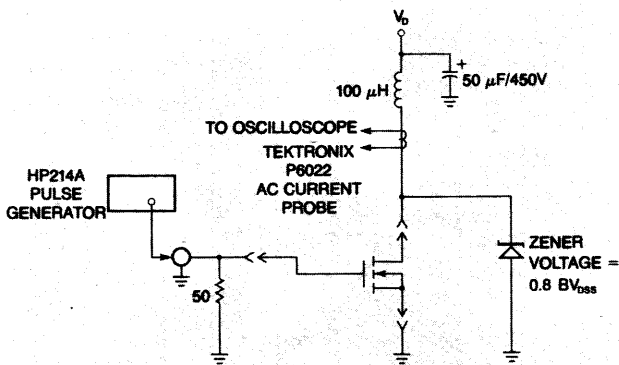 V_D
+
50 μF/450V
100 μH
TO OSCILLOSCOPE
TEKTRONIX
P6022
AC CURRENT
PROBE
HP214A
PULSE
GENERATOR
50
ZENER
VOLTAGE =
0.8 BV_DSS